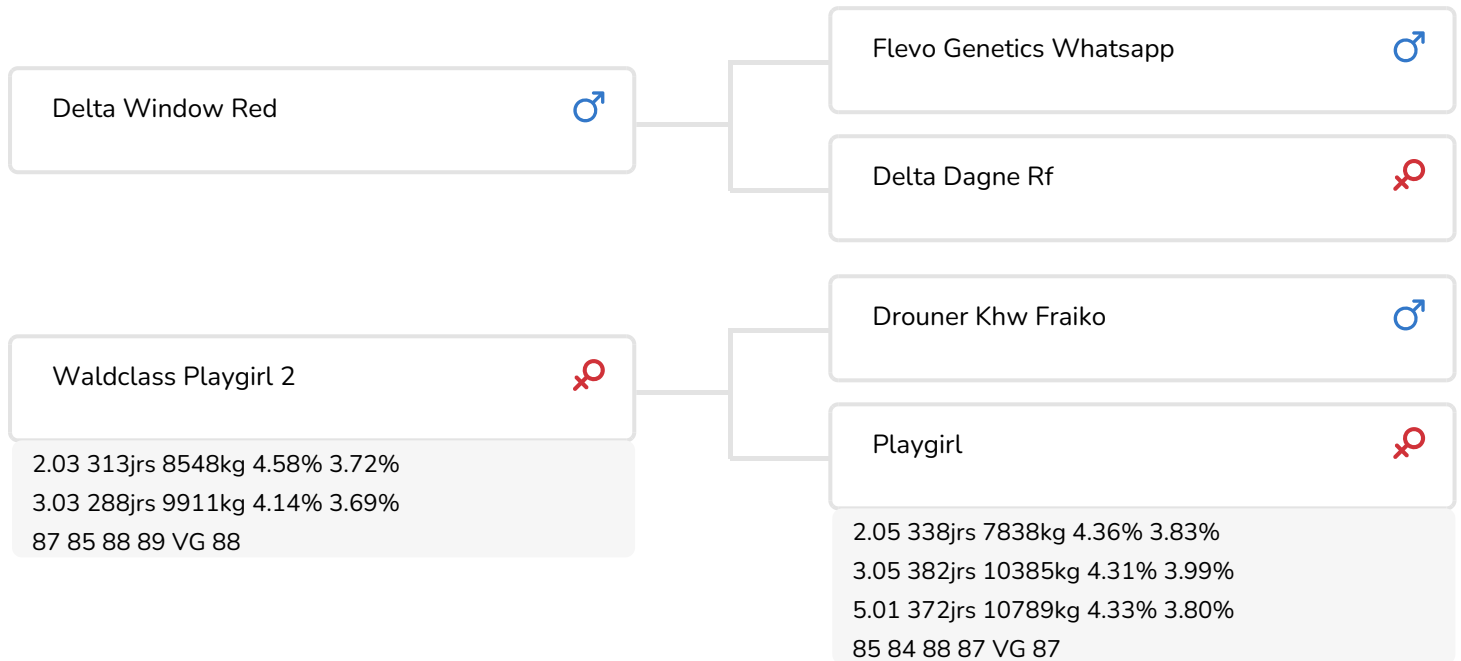 Flevo Genetics Whatsapp
Delta Window Red
Delta Dagne Rf
Drouner Khw Fraiko
Waldclass Playgirl 2
2.03 313jrs 8548kg 4.58% 3.72%
3.03 288jrs 9911kg 4.14% 3.69%
87 85 88 89 VG 88
Playgirl
2.05 338jrs 7838kg 4.36% 3.83%
3.05 382jrs 10385kg 4.31% 3.99%
5.01 372jrs 10789kg 4.33% 3.80%
85 84 88 87 VG 87